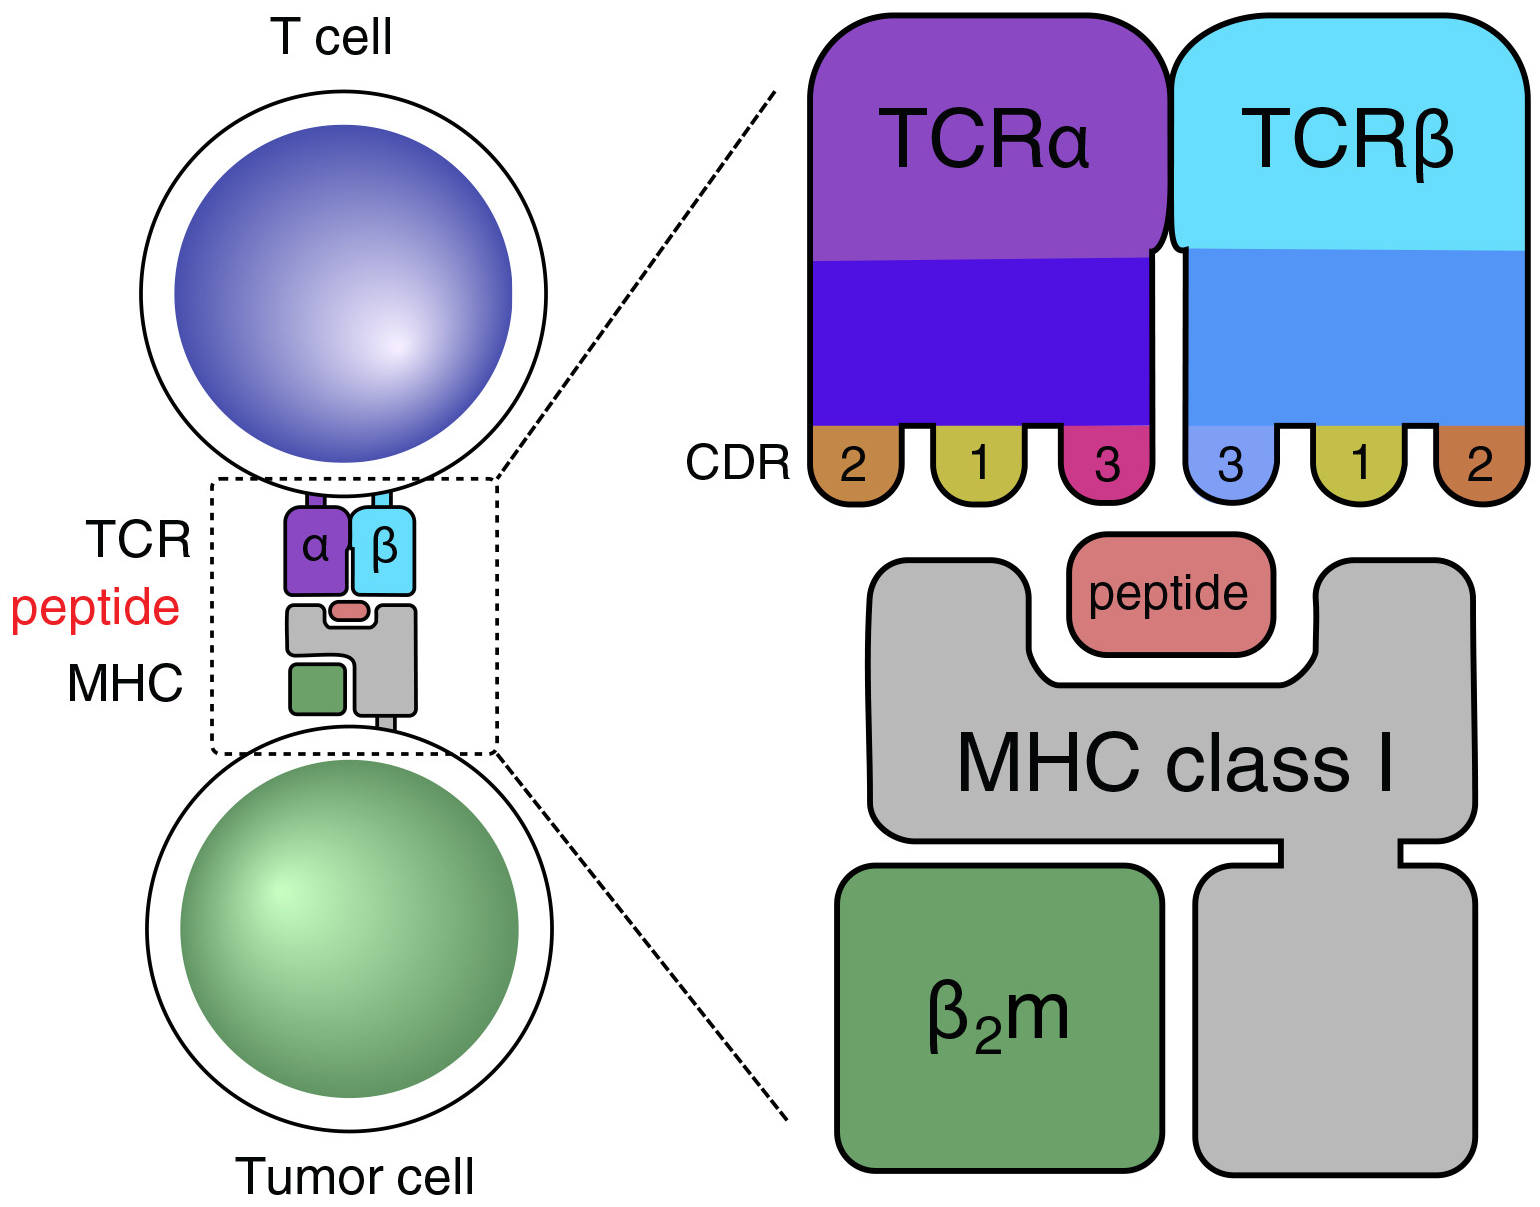 T cell
TCRα
TCRβ
CDR
2
1
3
3
1
2
TCR
α
β
peptide
MHC
peptide
MHC class I
β₂m
Tumor cell